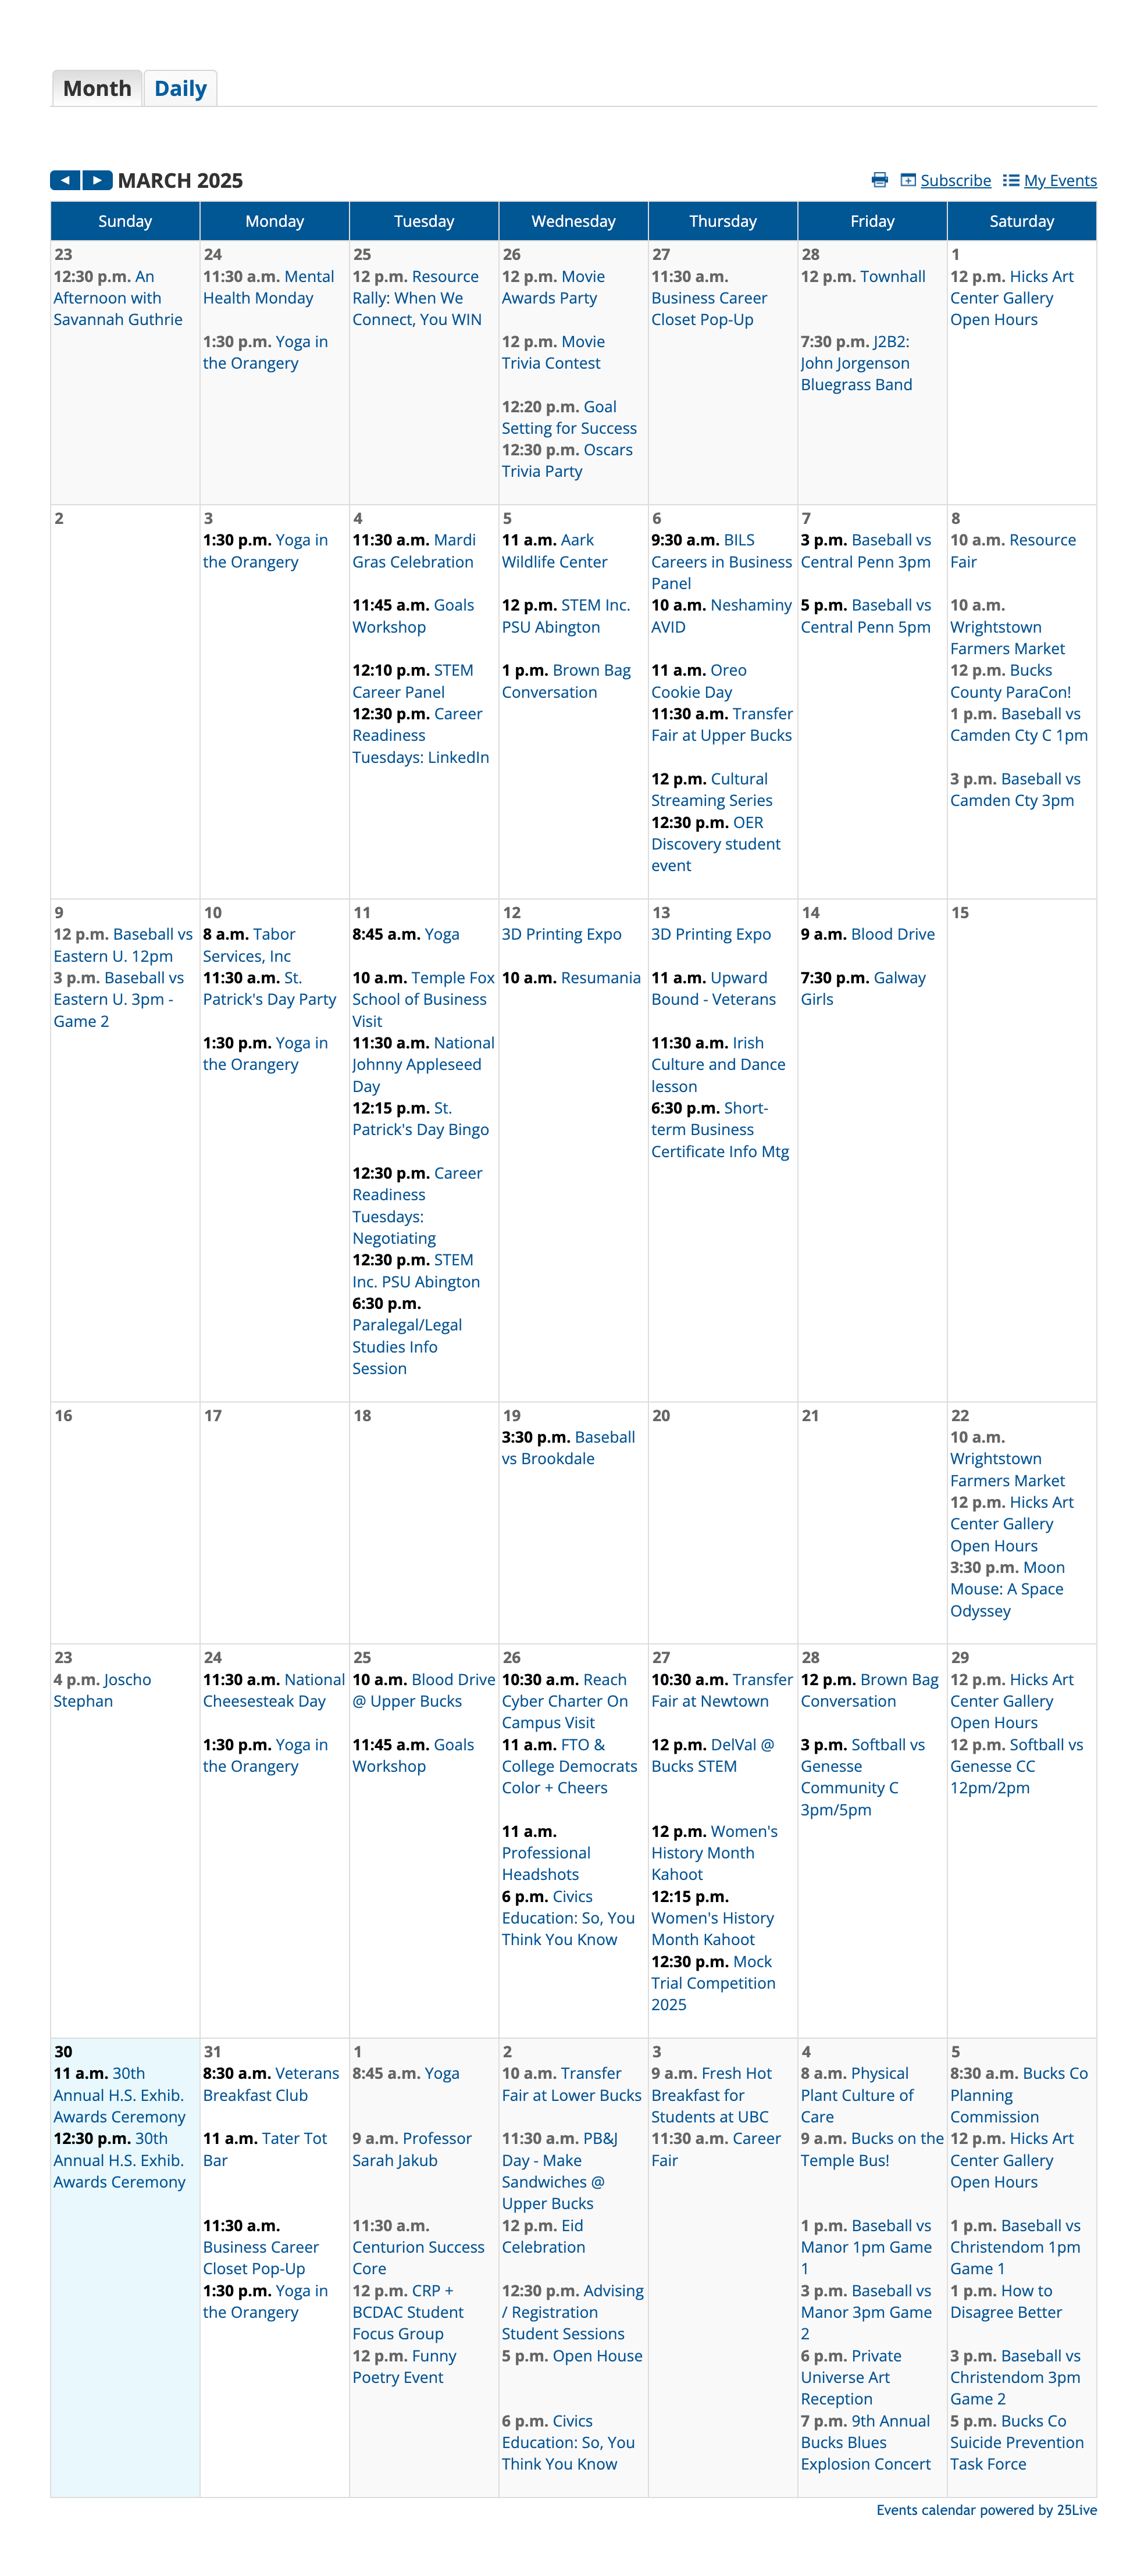 Month
Daily
◄ ► MARCH 2025
Subscribe
My Events
Sunday
Monday
Tuesday
Wednesday
Thursday
Friday
Saturday
23
12:30 p.m. An
Afternoon with
Savannah Guthrie
24
11:30 a.m. Mental
Health Monday
1:30 p.m. Yoga in
the Orangery
25
12 p.m. Resource
Rally: When We
Connect, You WIN
26
12 p.m. Movie
Awards Party
12 p.m. Movie
Trivia Contest
12:20 p.m. Goal
Setting for Success
12:30 p.m. Oscars
Trivia Party
27
11:30 a.m.
Business Career
Closet Pop-Up
28
12 p.m. Townhall
7:30 p.m. J2B2:
John Jorgenson
Bluegrass Band
1
12 p.m. Hicks Art
Center Gallery
Open Hours
2
3
1:30 p.m. Yoga in
the Orangery
4
11:30 a.m. Mardi
Gras Celebration
11:45 a.m. Goals
Workshop
12:10 p.m. STEM
Career Panel
12:30 p.m. Career
Readiness
Tuesdays: LinkedIn
5
11 a.m. Aark
Wildlife Center
12 p.m. STEM Inc.
PSU Abington
1 p.m. Brown Bag
Conversation
6
9:30 a.m. BILS
Careers in Business
Panel
10 a.m. Neshaminy
AVID
11 a.m. Oreo
Cookie Day
11:30 a.m. Transfer
Fair at Upper Bucks
12 p.m. Cultural
Streaming Series
12:30 p.m. OER
Discovery student
event
7
3 p.m. Baseball vs
Central Penn 3pm
5 p.m. Baseball vs
Central Penn 5pm
8
10 a.m. Resource
Fair
10 a.m.
Wrightstown
Farmers Market
12 p.m. Bucks
County ParaCon!
1 p.m. Baseball vs
Camden Cty C 1pm
3 p.m. Baseball vs
Camden Cty 3pm
9
12 p.m. Baseball vs
Eastern U. 12pm
3 p.m. Baseball vs
Eastern U. 3pm -
Game 2
10
8 a.m. Tabor
Services, Inc
11:30 a.m. St.
Patrick's Day Party
1:30 p.m. Yoga in
the Orangery
11
8:45 a.m. Yoga
10 a.m. Temple Fox
School of Business
Visit
11:30 a.m. National
Johnny Appleseed
Day
12:15 p.m. St.
Patrick's Day Bingo
12:30 p.m. Career
Readiness
Tuesdays:
Negotiating
12:30 p.m. STEM
Inc. PSU Abington
6:30 p.m.
Paralegal/Legal
Studies Info
Session
12
3D Printing Expo
10 a.m. Resumania
13
3D Printing Expo
11 a.m. Upward
Bound - Veterans
11:30 a.m. Irish
Culture and Dance
lesson
6:30 p.m. Short-
term Business
Certificate Info Mtg
14
9 a.m. Blood Drive
7:30 p.m. Galway
Girls
15
16
17
18
19
3:30 p.m. Baseball
vs Brookdale
20
21
22
10 a.m.
Wrightstown
Farmers Market
12 p.m. Hicks Art
Center Gallery
Open Hours
3:30 p.m. Moon
Mouse: A Space
Odyssey
23
4 p.m. Joscho
Stephan
24
11:30 a.m. National
Cheesesteak Day
1:30 p.m. Yoga in
the Orangery
25
10 a.m. Blood Drive
@ Upper Bucks
11:45 a.m. Goals
Workshop
26
10:30 a.m. Reach
Cyber Charter On
Campus Visit
11 a.m. FTO &
College Democrats
Color + Cheers
11 a.m.
Professional
Headshots
6 p.m. Civics
Education: So, You
Think You Know
27
10:30 a.m. Transfer
Fair at Newtown
12 p.m. DelVal @
Bucks STEM
12 p.m. Women's
History Month
Kahoot
12:15 p.m.
Women's History
Month Kahoot
12:30 p.m. Mock
Trial Competition
2025
28
12 p.m. Brown Bag
Conversation
3 p.m. Softball vs
Genesse
Community C
3pm/5pm
29
12 p.m. Hicks Art
Center Gallery
Open Hours
12 p.m. Softball vs
Genesse CC
12pm/2pm
30
11 a.m. 30th
Annual H.S. Exhib.
Awards Ceremony
12:30 p.m. 30th
Annual H.S. Exhib.
Awards Ceremony
31
8:30 a.m. Veterans
Breakfast Club
11 a.m. Tater Tot
Bar
11:30 a.m.
Business Career
Closet Pop-Up
1:30 p.m. Yoga in
the Orangery
1
8:45 a.m. Yoga
9 a.m. Professor
Sarah Jakub
11:30 a.m.
Centurion Success
Core
12 p.m. CRP +
BCDAC Student
Focus Group
12 p.m. Funny
Poetry Event
2
10 a.m. Transfer
Fair at Lower Bucks
11:30 a.m. PB&J
Day - Make
Sandwiches @
Upper Bucks
12 p.m. Eid
Celebration
12:30 p.m. Advising
/ Registration
Student Sessions
5 p.m. Open House
6 p.m. Civics
Education: So, You
Think You Know
3
9 a.m. Fresh Hot
Breakfast for
Students at UBC
11:30 a.m. Career
Fair
4
8 a.m. Physical
Plant Culture of
Care
9 a.m. Bucks on the
Temple Bus!
1 p.m. Baseball vs
Manor 1pm Game
1
3 p.m. Baseball vs
Manor 3pm Game
2
6 p.m. Private
Universe Art
Reception
7 p.m. 9th Annual
Bucks Blues
Explosion Concert
5
8:30 a.m. Bucks Co
Planning
Commission
12 p.m. Hicks Art
Center Gallery
Open Hours
1 p.m. Baseball vs
Christendom 1pm
Game 1
1 p.m. How to
Disagree Better
3 p.m. Baseball vs
Christendom 3pm
Game 2
5 p.m. Bucks Co
Suicide Prevention
Task Force
Events calendar powered by 25Live